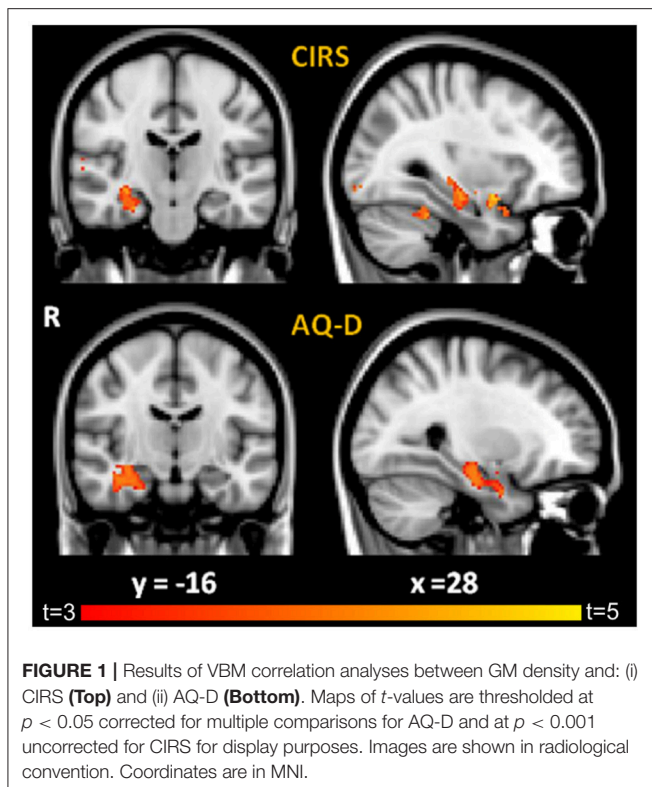 CIRS
R
AQ-D
y = -16
x =28
t=3
t=5
FIGURE 1 | Results of VBM correlation analyses between GM density and: (i)
CIRS (Top) and (ii) AQ-D (Bottom). Maps of t-values are thresholded at
p < 0.05 corrected for multiple comparisons for AQ-D and at p < 0.001
uncorrected for CIRS for display purposes. Images are shown in radiological
convention. Coordinates are in MNI.